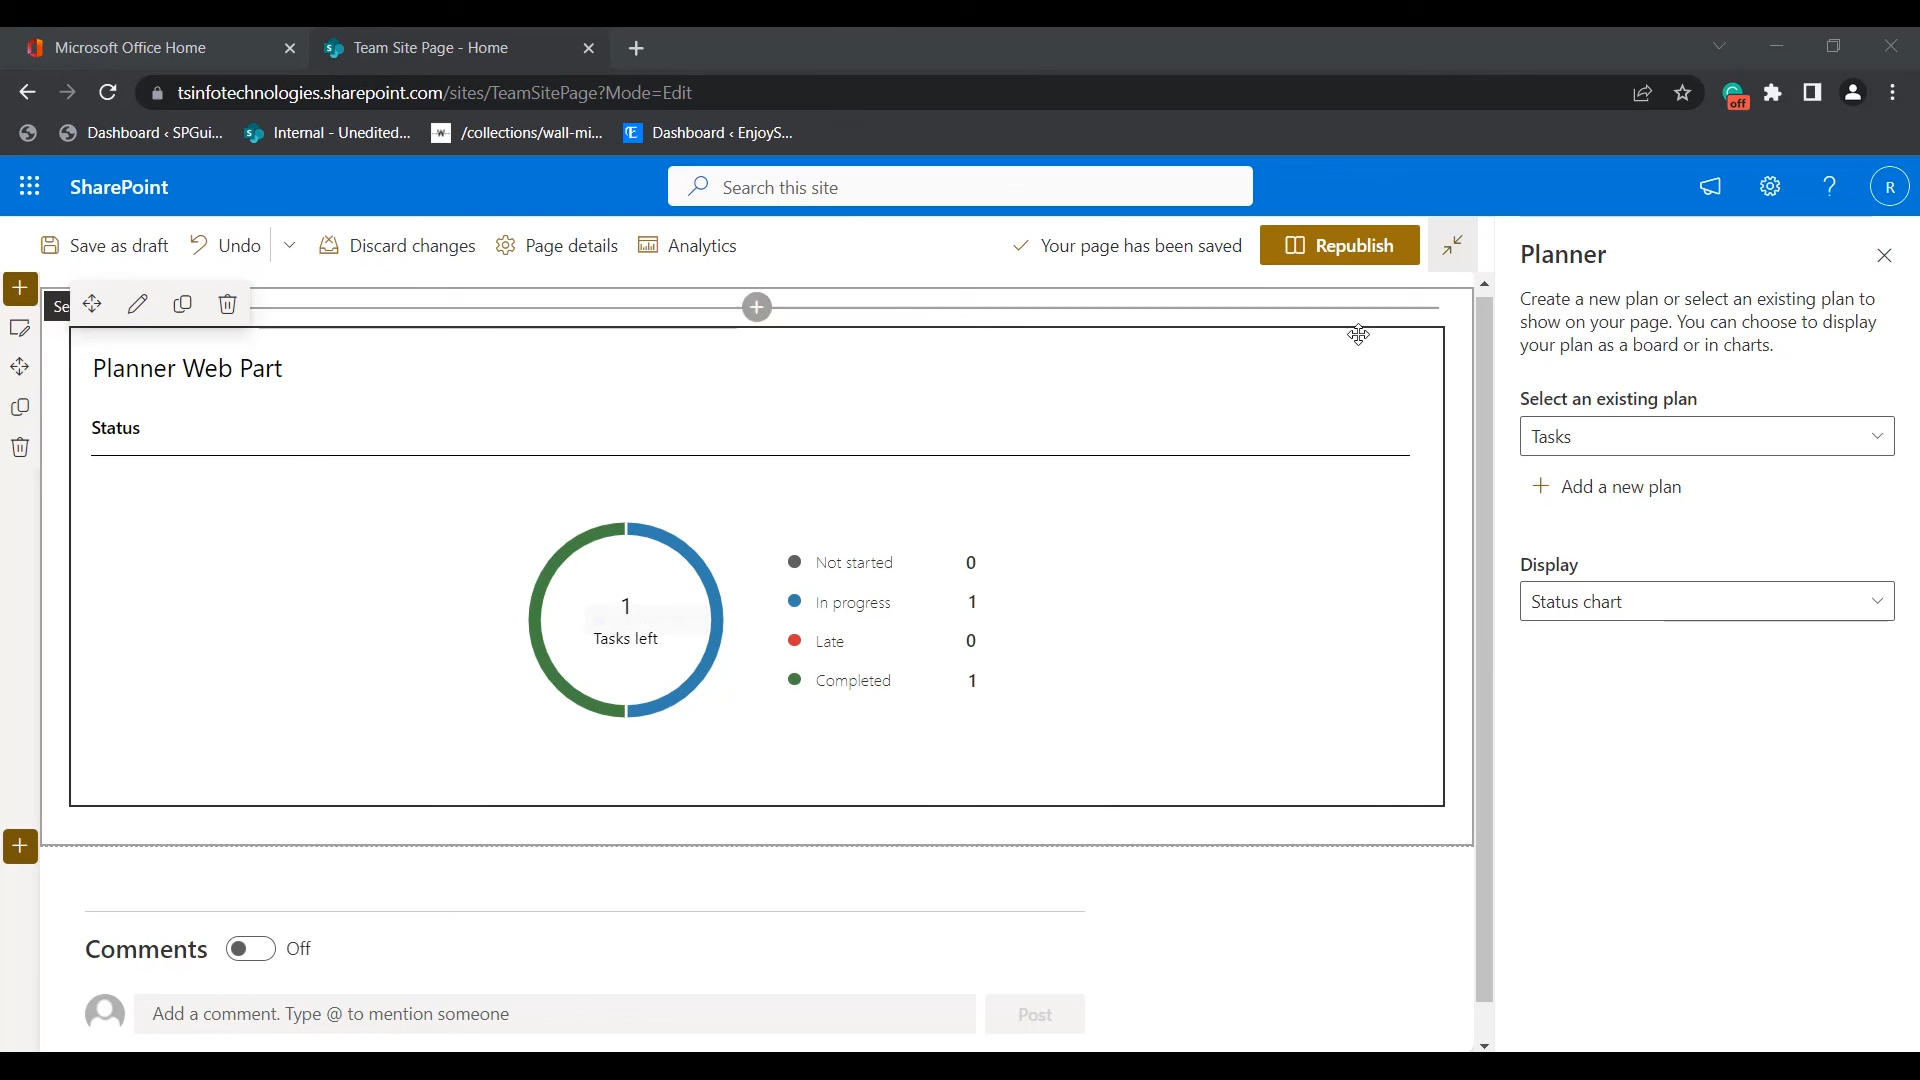 Microsoft Office Home
Team Site Page - Home
tsinfotechnologies.sharepoint.com/sites/TeamSitePage?Mode=Edit
off
Dashboard ‹ SPGui...
Internal - Unedited...
/collections/wall-mi...
Dashboard ‹ EnjoyS...
SharePoint
Search this site
R
Save as draft
Undo
Discard changes
Page details
Analytics
Your page has been saved
Republish
Se
Planner Web Part
Status
1
Tasks left
Not started 0
In progress 1
Late 0
Completed 1
Comments Off
Add a comment. Type @ to mention someone
Post
Planner
Create a new plan or select an existing plan to
show on your page. You can choose to display
your plan as a board or in charts.
Select an existing plan
Tasks
Add a new plan
Display
Status chart